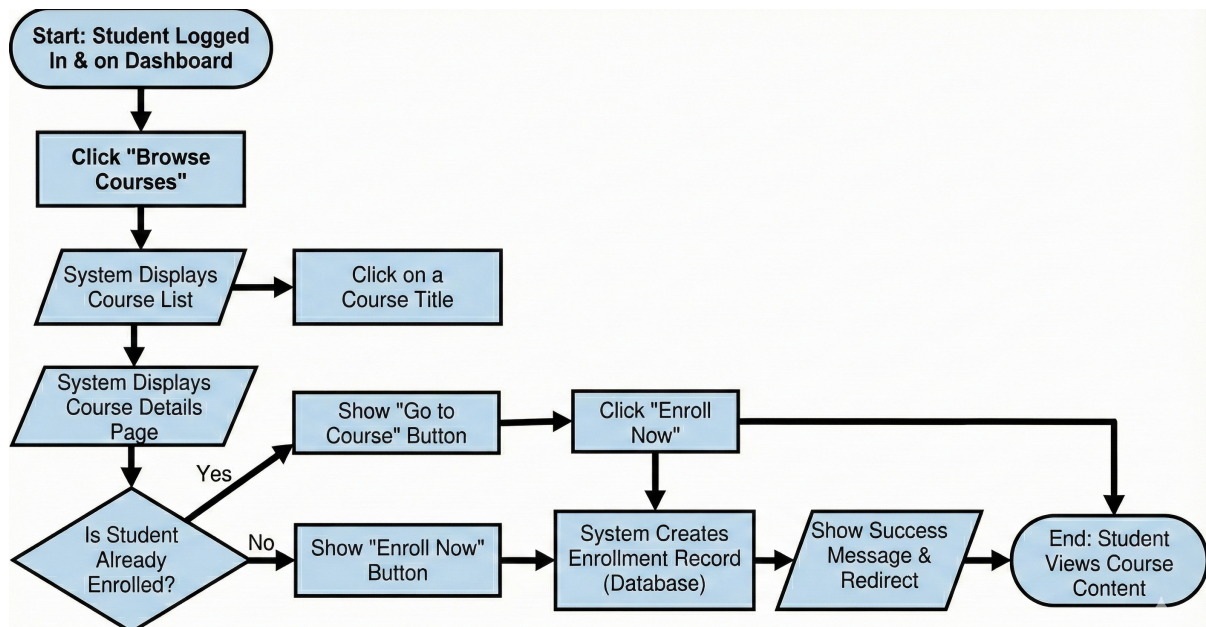 Start: Student Logged
In & on Dashboard
Click "Browse
Courses"
System Displays
Course List
Click on a
Course Title
System Displays
Course Details
Page
Show "Go to
Course" Button
Click "Enroll
Now"
Yes
Is Student
Already
Enrolled?
No
Show "Enroll Now"
Button
System Creates
Enrollment Record
(Database)
Show Success
Message &
Redirect
End: Student
Views Course
Content